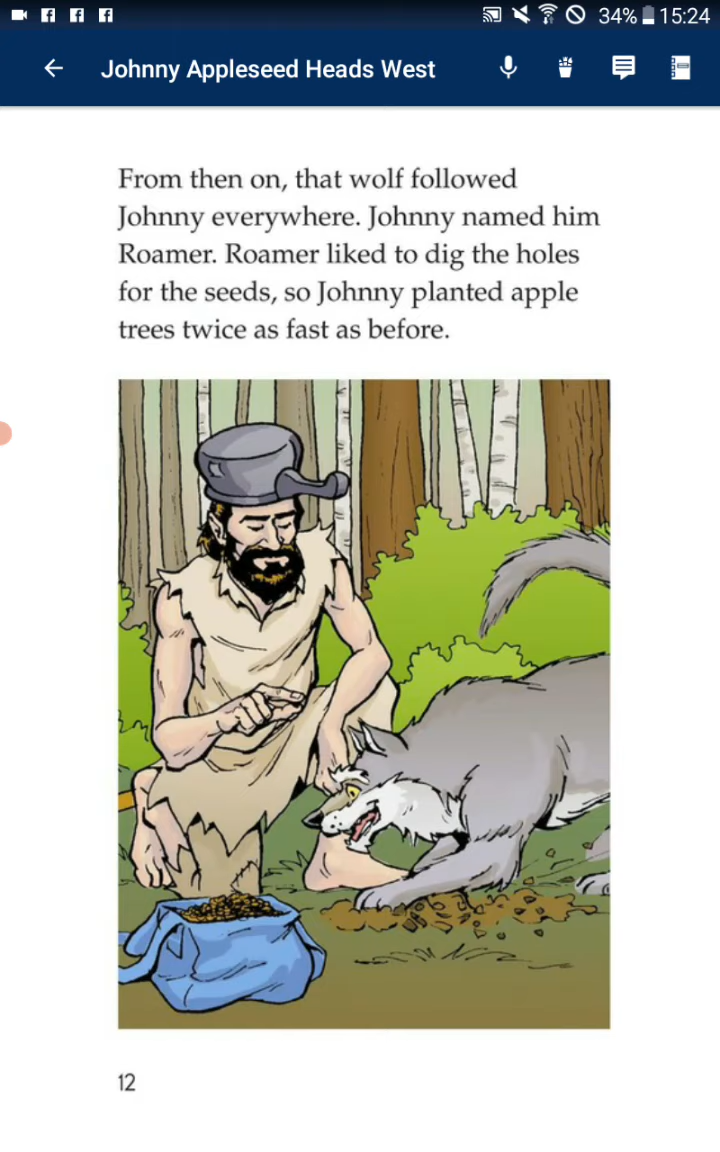 34% 15:24
Johnny Appleseed Heads West
From then on, that wolf followed
Johnny everywhere. Johnny named him
Roamer. Roamer liked to dig the holes
for the seeds, so Johnny planted apple
trees twice as fast as before.
12